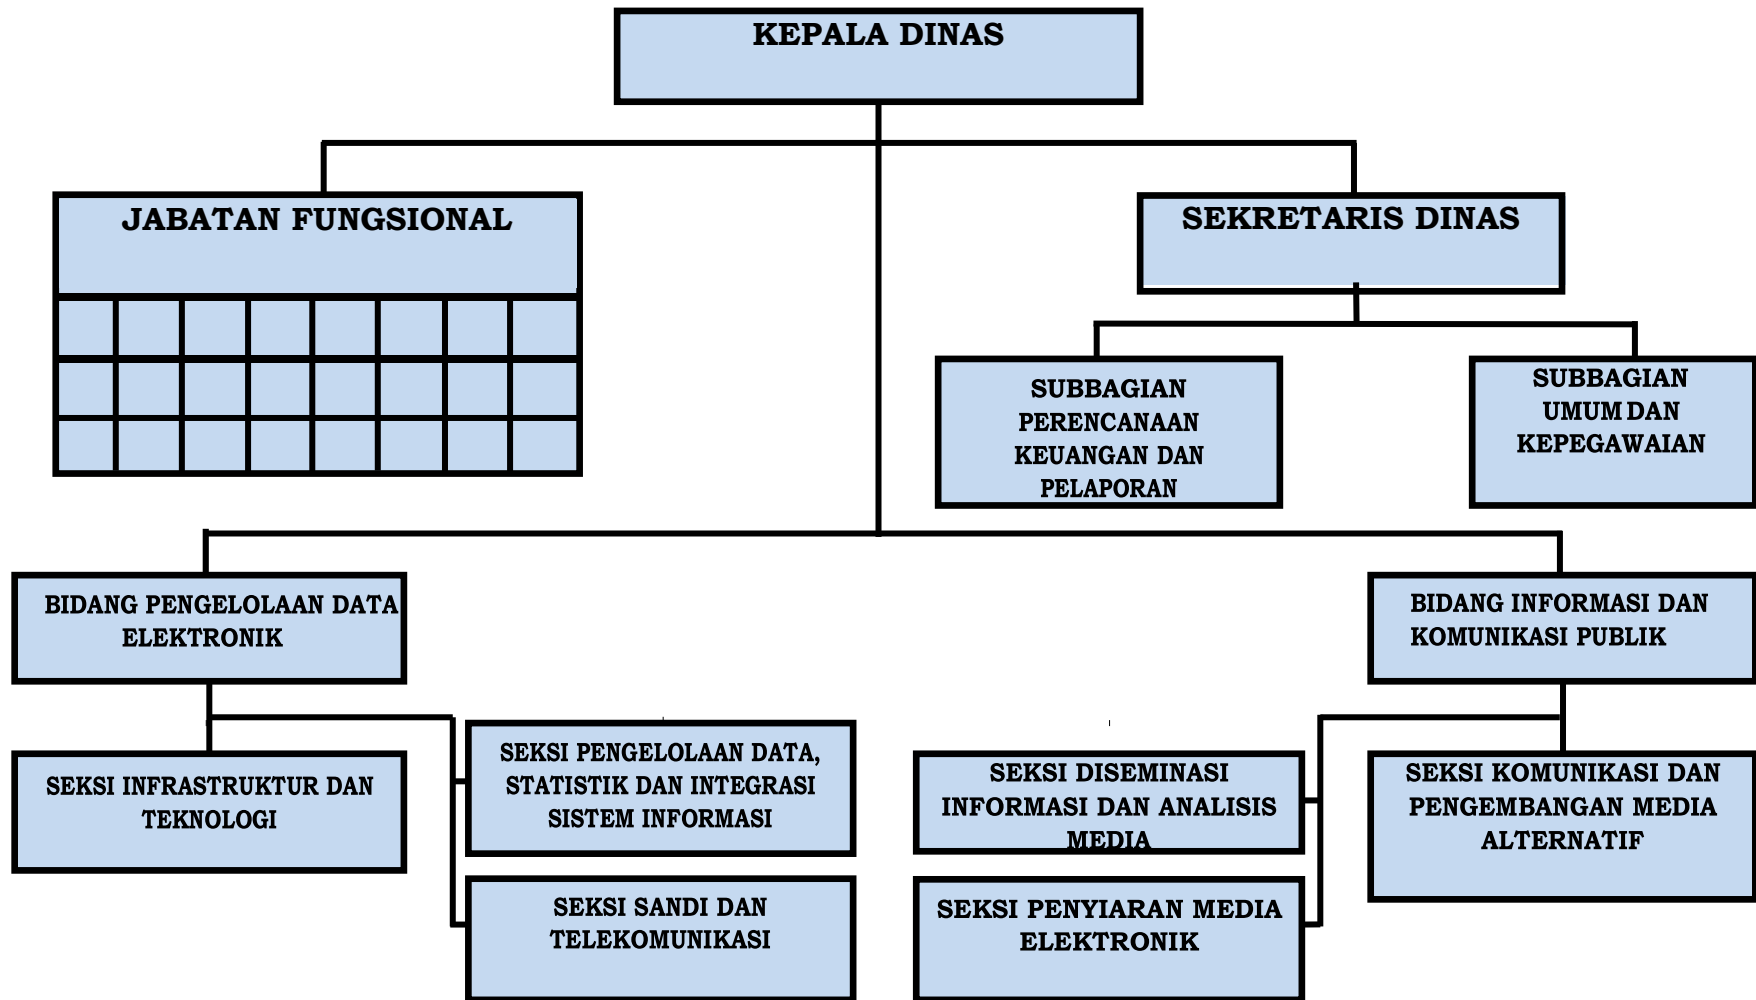 KEPALA DINAS
JABATAN FUNGSIONAL
SEKRETARIS DINAS
SUBBAGIAN
PERENCANAAN
KEUANGAN DAN
PELAPORAN
SUBBAGIAN
UMUM DAN
KEPEGAWAIAN
BIDANG PENGELOLAAN DATA
ELEKTRONIK
BIDANG INFORMASI DAN
KOMUNIKASI PUBLIK
SEKSI INFRASTRUKTUR DAN
TEKNOLOGI
SEKSI PENGELOLAAN DATA,
STATISTIK DAN INTEGRASI
SISTEM INFORMASI
SEKSI DISEMINASI
INFORMASI DAN ANALISIS
MEDIA
SEKSI KOMUNIKASI DAN
PENGEMBANGAN MEDIA
ALTERNATIF
SEKSI SANDI DAN
TELEKOMUNIKASI
SEKSI PENYIARAN MEDIA
ELEKTRONIK